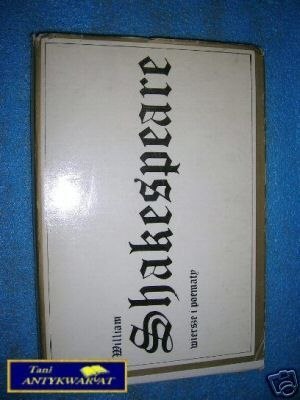 William
Shakespeare
wiersze i poematy
Tani
ANTYKWARIAT